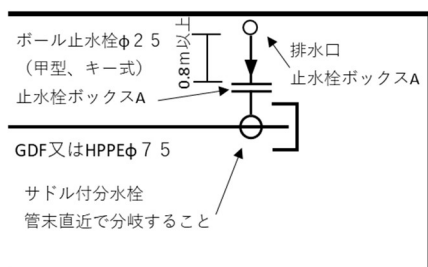 ボール止水栓φ２５
（甲型、キー式）
止水栓ボックスA
0.8ｍ以上
排水口
止水栓ボックスA
GDF又はHPPEφ７５
サドル付分水栓
管末直近で分岐すること